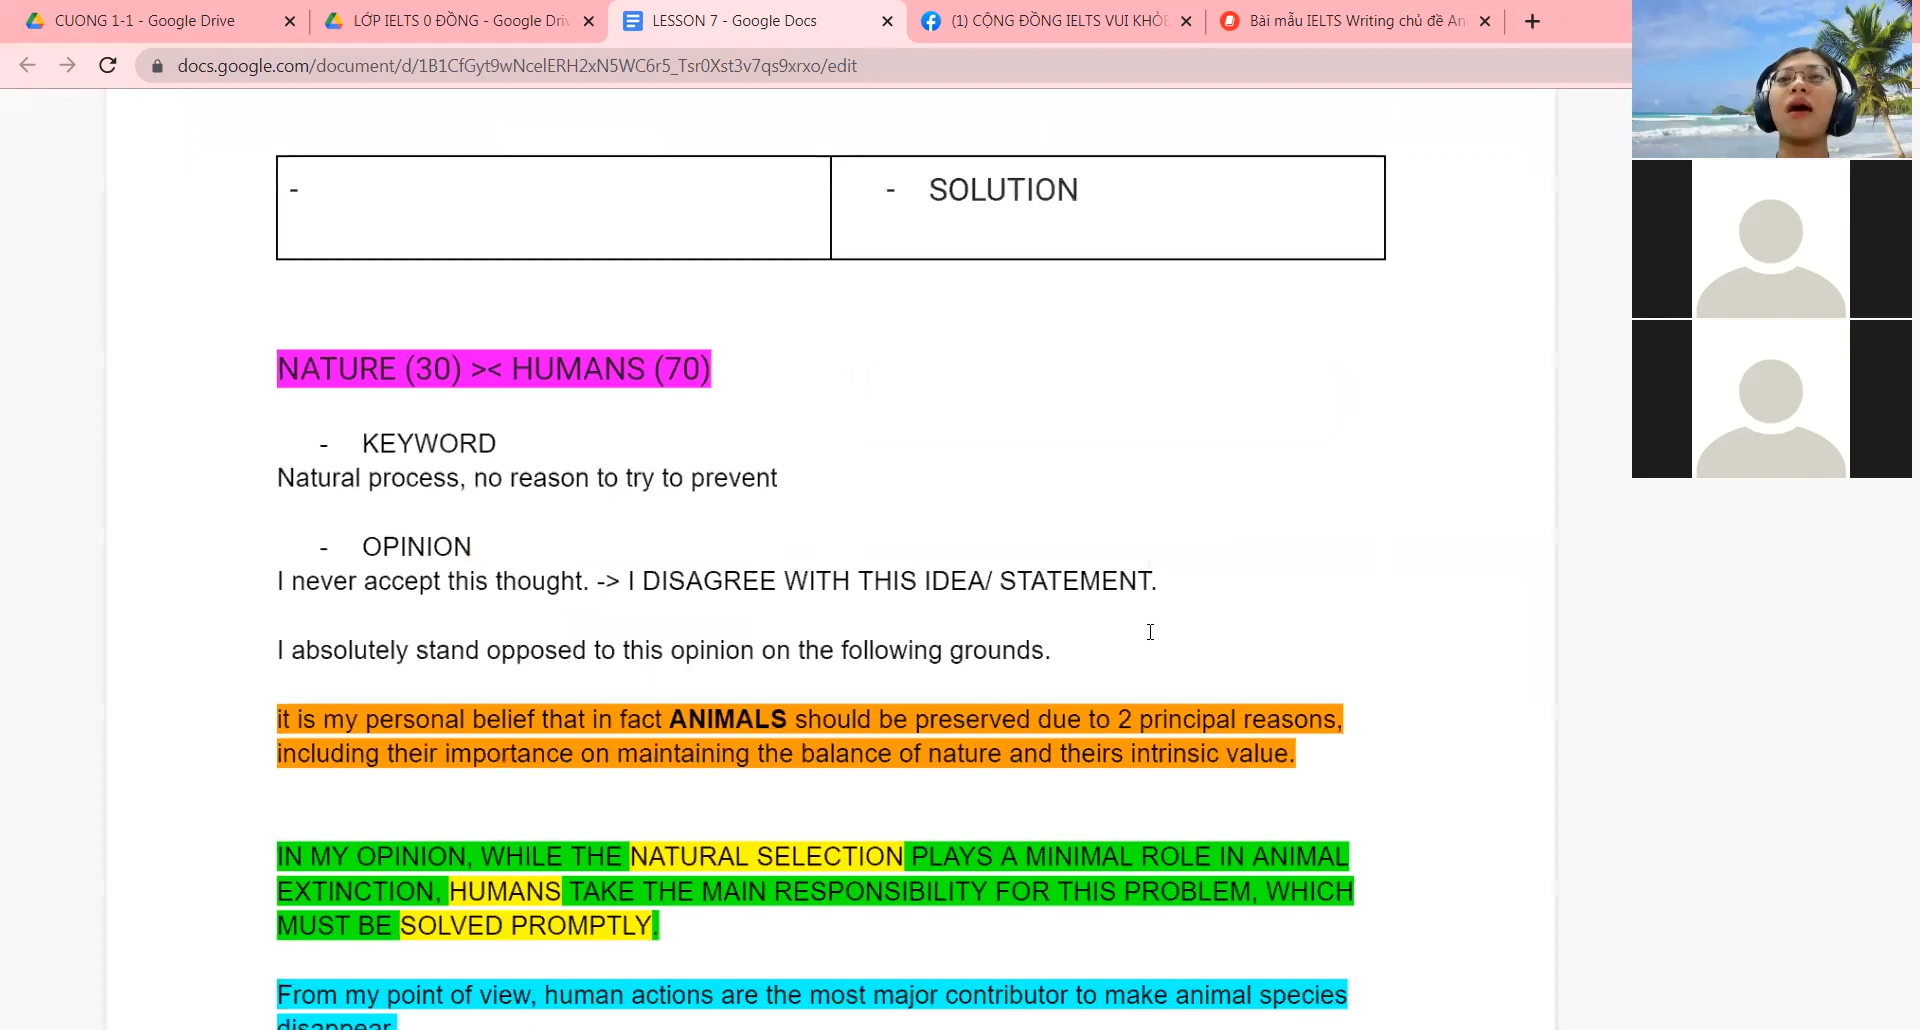 CUONG 1-1 - Google Drive
LỚP IELTS 0 ĐỒNG - Google Driv
LESSON 7 - Google Docs
(1) CỘNG ĐỒNG IELTS VUI KHỎE
Bài mẫu IELTS Writing chủ đề An
docs.google.com/document/d/1B1CfGyt9wNcelERH2xN5WC6r5_Tsr0Xst3v7qs9xrxo/edit
-
- SOLUTION
NATURE (30) >< HUMANS (70)
- KEYWORD
Natural process, no reason to try to prevent
- OPINION
I never accept this thought. -> I DISAGREE WITH THIS IDEA/ STATEMENT.
I absolutely stand opposed to this opinion on the following grounds.
it is my personal belief that in fact ANIMALS should be preserved due to 2 principal reasons,
including their importance on maintaining the balance of nature and theirs intrinsic value.
IN MY OPINION, WHILE THE NATURAL SELECTION PLAYS A MINIMAL ROLE IN ANIMAL
EXTINCTION, HUMANS TAKE THE MAIN RESPONSIBILITY FOR THIS PROBLEM, WHICH
MUST BE SOLVED PROMPTLY.
From my point of view, human actions are the most major contributor to make animal species
disappear